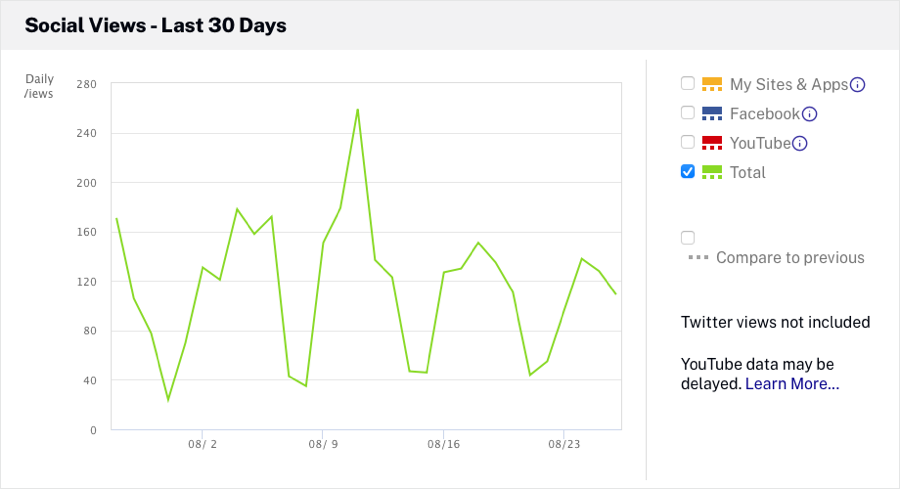 Social Views - Last 30 Days
Daily
/iews
280
240
200
160
120
80
40
0
08/ 2
08/ 9
08/16
08/23
My Sites & Apps
Facebook
YouTube
Total
Compare to previous
Twitter views not included
YouTube data may be
delayed. Learn More...